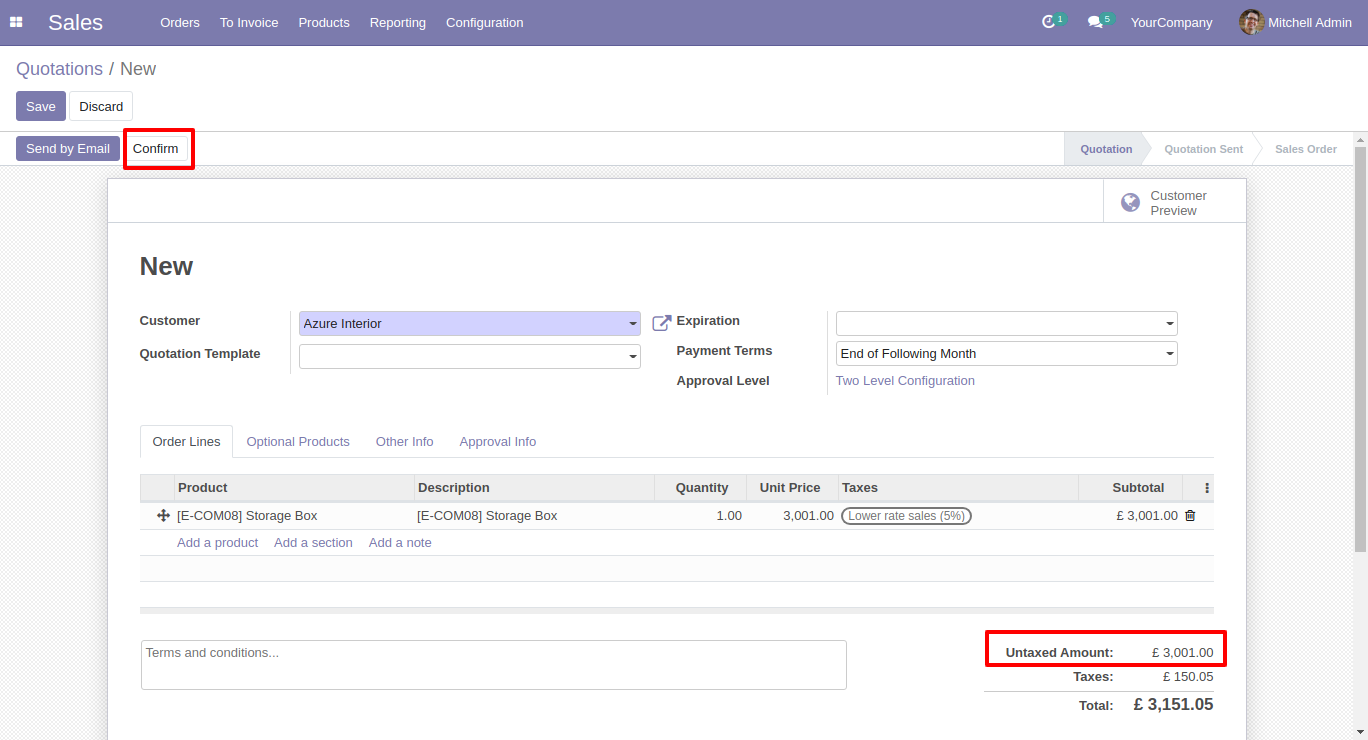 Sales Orders To Invoice Products Reporting Configuration 1 5 YourCompany Mitchell Admin
Quotations / New
Save Discard
Send by Email Confirm Quotation Quotation Sent Sales Order
Customer
Preview
New
Customer Azure Interior Expiration
Quotation Template Payment Terms End of Following Month
Approval Level Two Level Configuration
Order Lines Optional Products Other Info Approval Info
Product Description Quantity Unit Price Taxes Subtotal
[E-COM08] Storage Box [E-COM08] Storage Box 1.00 3,001.00 Lower rate sales (5%) £ 3,001.00
Add a product Add a section Add a note
Terms and conditions... Untaxed Amount: £ 3,001.00
Taxes: £ 150.05
Total: £ 3,151.05